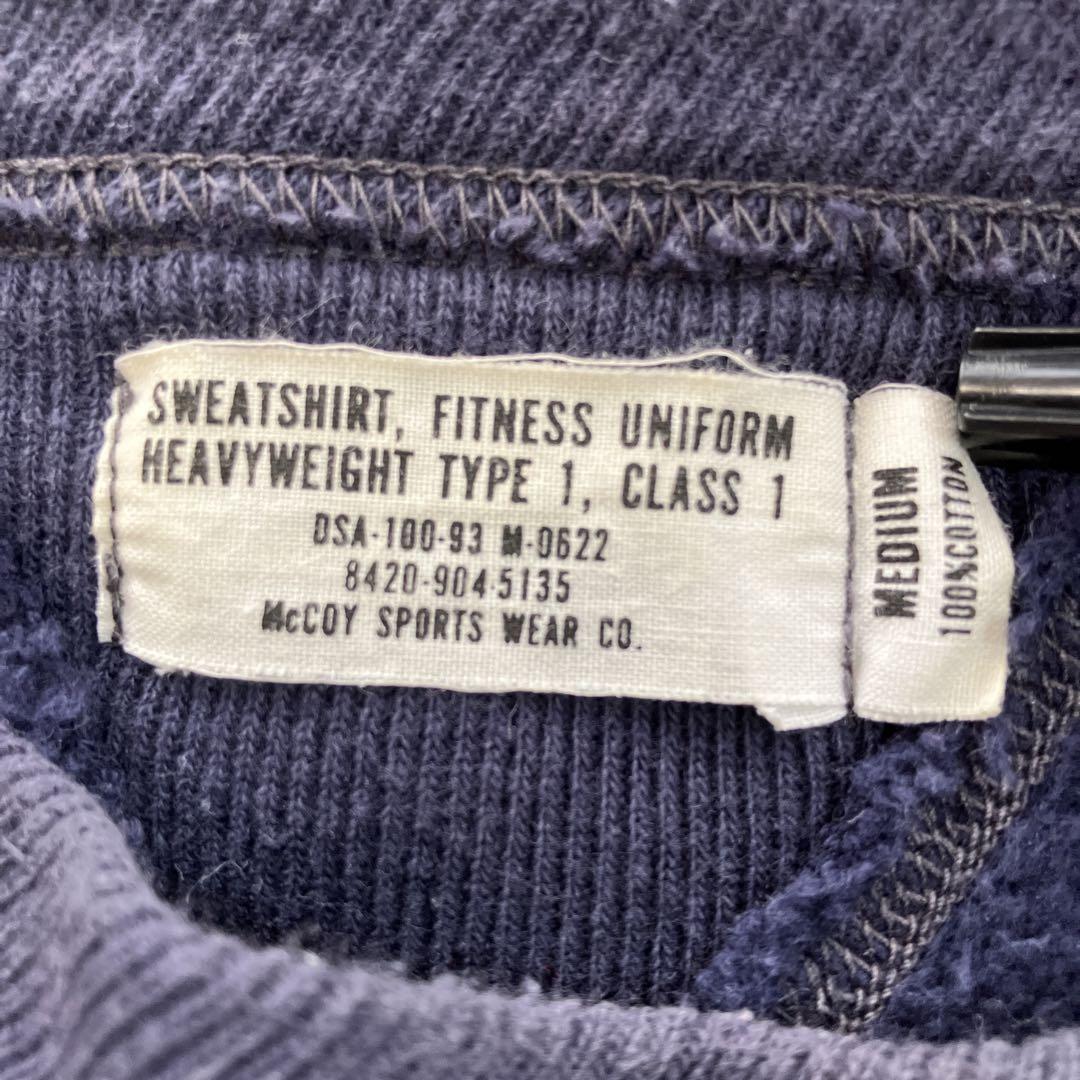 SWEATSHIRT, FITNESS UNIFORM
HEAVYWEIGHT TYPE 1, CLASS 1
DSA-100-93 M-0622
8420-904-5135
McCOY SPORTS WEAR CO.
MEDIUM
100%COTTON